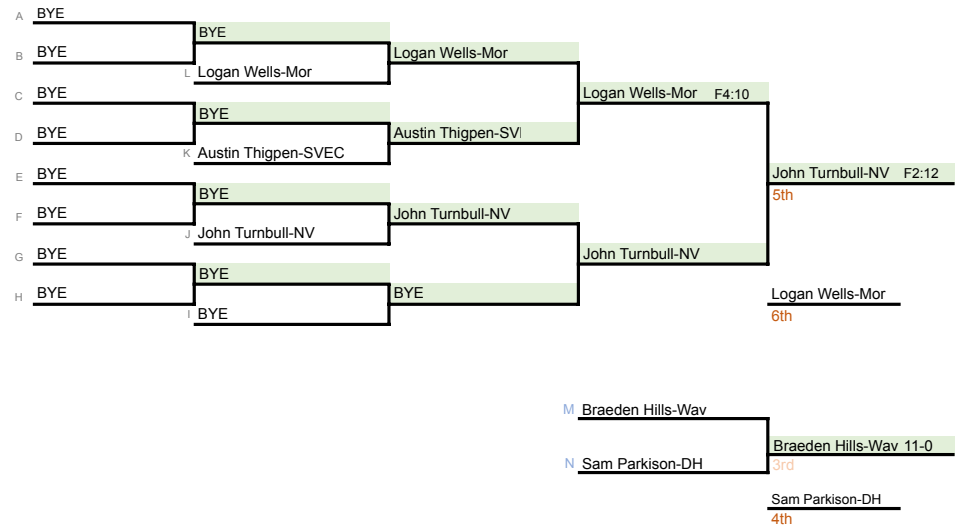 A BYE
BYE
B BYE
Logan Wells-Mor
L Logan Wells-Mor
C BYE
Logan Wells-Mor F4:10
BYE
D BYE
Austin Thigpen-SV
K Austin Thigpen-SVEC
E BYE
John Turnbull-NV F2:12
BYE
5th
F BYE
John Turnbull-NV
J John Turnbull-NV
G BYE
John Turnbull-NV
BYE
H BYE
BYE
Logan Wells-Mor
I BYE
6th
M Braeden Hills-Wav
Braeden Hills-Wav 11-0
N Sam Parkison-DH
3rd
Sam Parkison-DH
4th